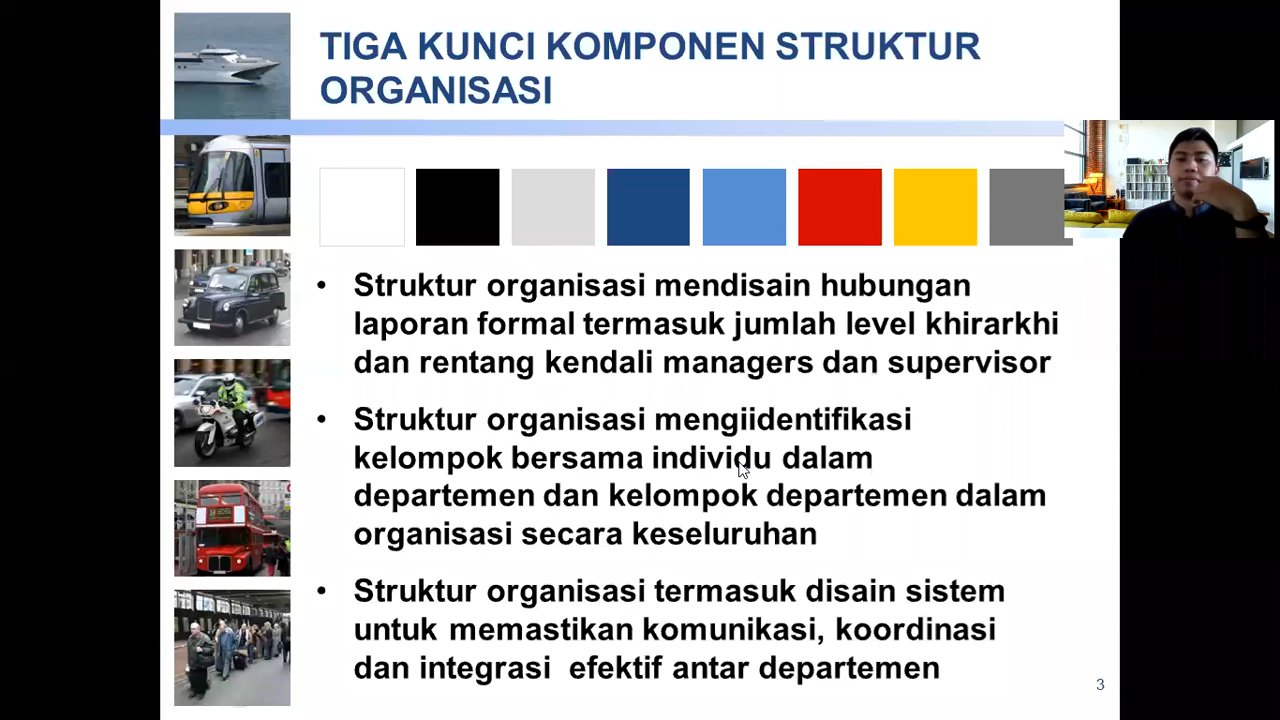 TIGA KUNCI KOMPONEN STRUKTUR
ORGANISASI
• Struktur organisasi mendisain hubungan
laporan formal termasuk jumlah level khirarkhi
dan rentang kendali managers dan supervisor
• Struktur organisasi mengiidentifikasi
kelompok bersama individu dalam
departemen dan kelompok departemen dalam
organisasi secara keseluruhan
• Struktur organisasi termasuk disain sistem
untuk memastikan komunikasi, koordinasi
dan integrasi  efektif antar departemen
3